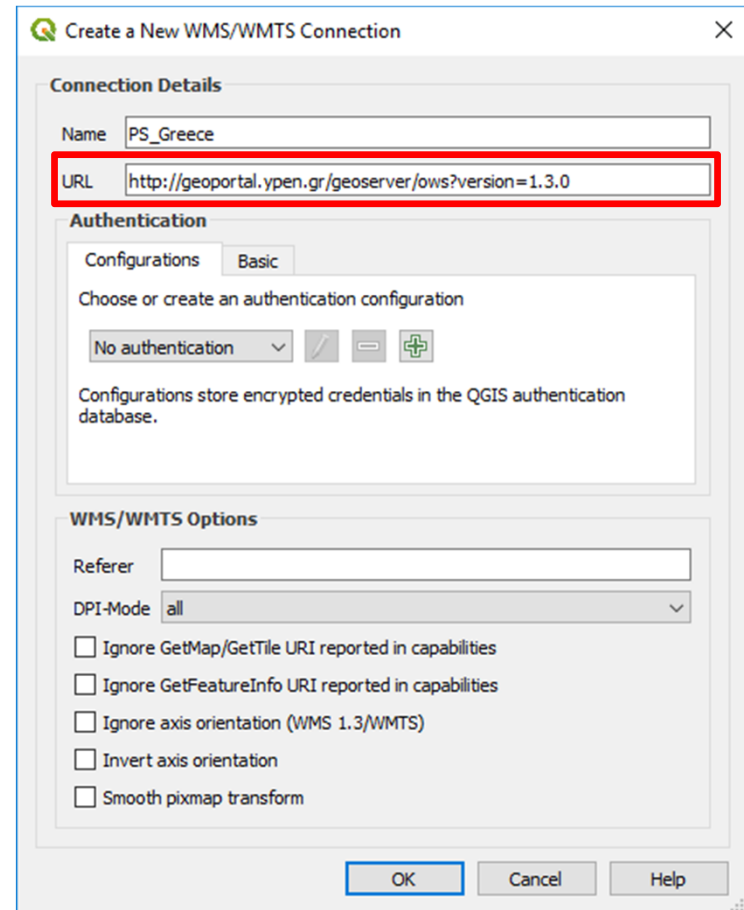 Create a New WMS/WMTS Connection
Connection Details
Name PS_Greece
URL http://geoportal.ypen.gr/geoserver/ows?version=1.3.0
Authentication
Configurations Basic
Choose or create an authentication configuration
No authentication
Configurations store encrypted credentials in the QGIS authentication
database.
WMS/WMTS Options
Referer
DPI-Mode all
Ignore GetMap/GetTile URI reported in capabilities
Ignore GetFeatureInfo URI reported in capabilities
Ignore axis orientation (WMS 1.3/WMTS)
Invert axis orientation
Smooth pixmap transform
OK Cancel Help